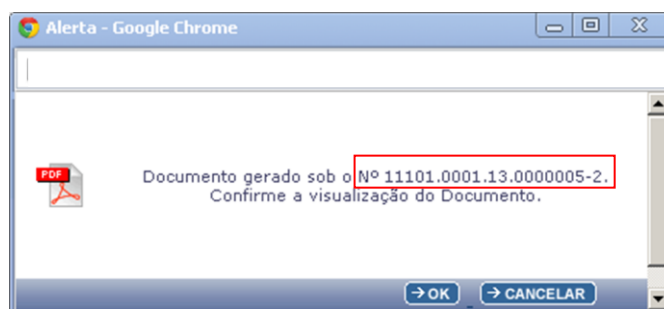 Alerta - Google Chrome
PDF
Documento gerado sob o Nº 11101.0001.13.0000005-2.
Confirme a visualização do Documento.
OK CANCELAR